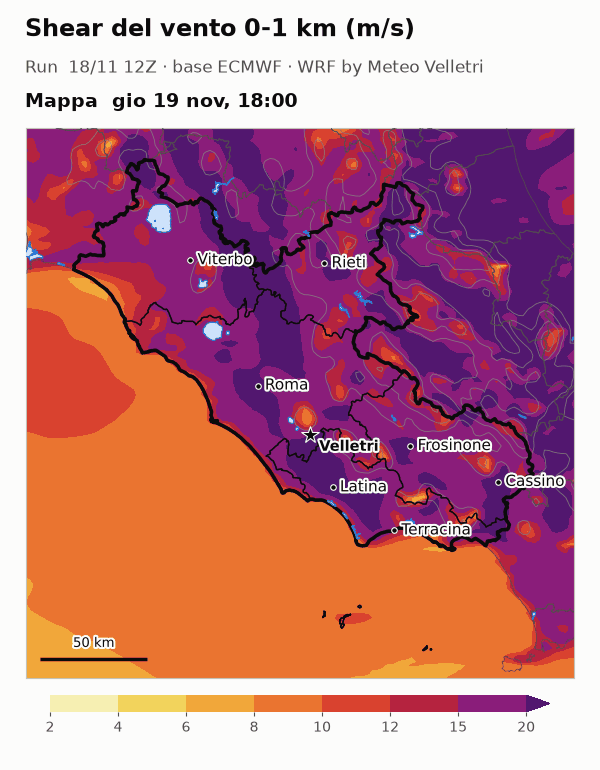 Shear del vento 0-1 km (m/s)
Run  18/11 12Z · base ECMWF · WRF by Meteo Velletri
Mappa  gio 19 nov, 18:00
Viterbo
Rieti
Roma
Velletri
Frosinone
Latina
Cassino
Terracina
50 km
2 4 6 8 10 12 15 20